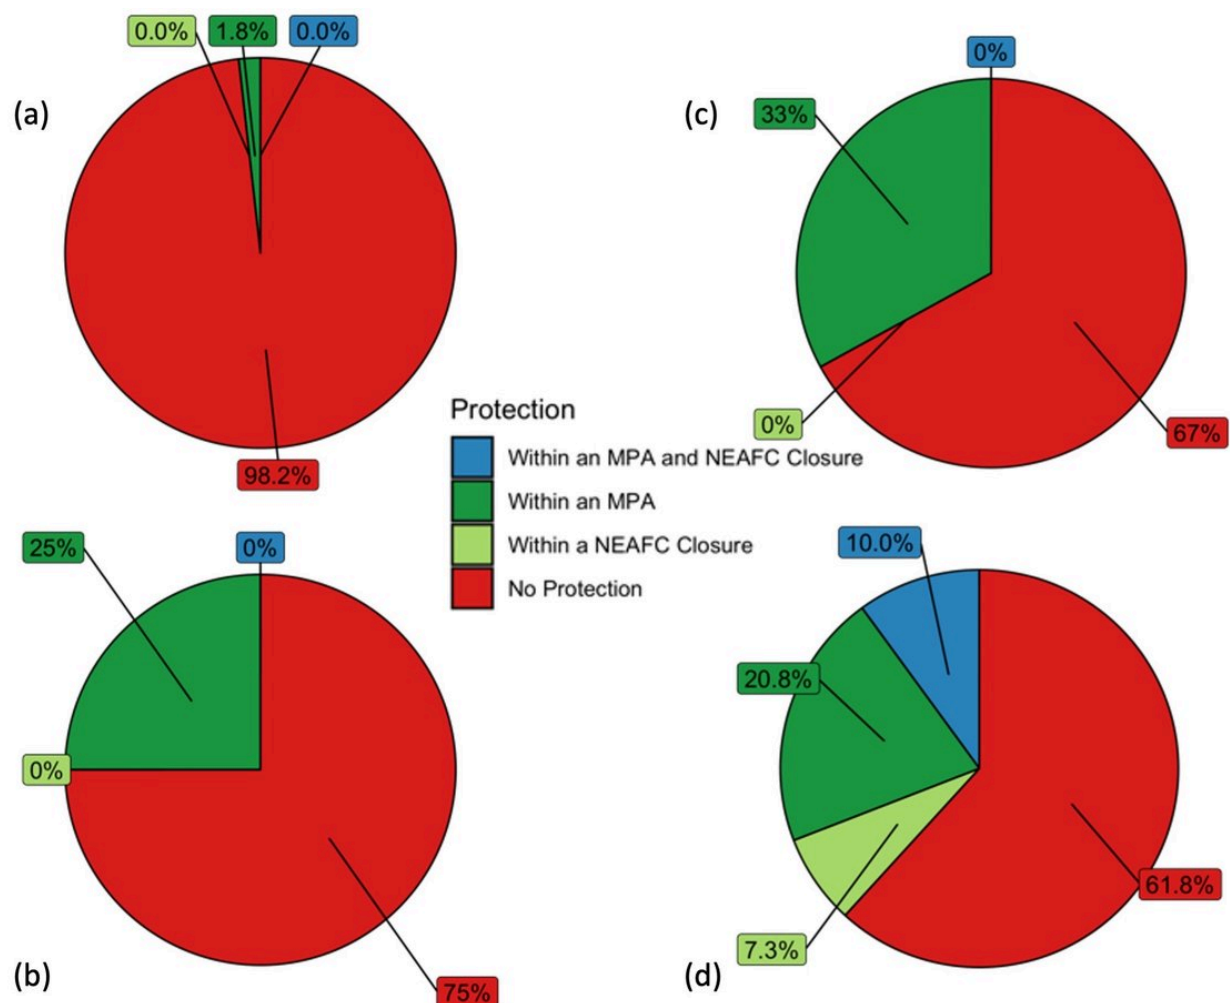 0.0%
1.8%
0.0%
(a)
98.2%
0%
33%
(c)
0%
67%
Protection
Within an MPA and NEAFC Closure
Within an MPA
Within a NEAFC Closure
No Protection
25%
0%
0%
75%
(b)
10.0%
20.8%
61.8%
7.3%
(d)